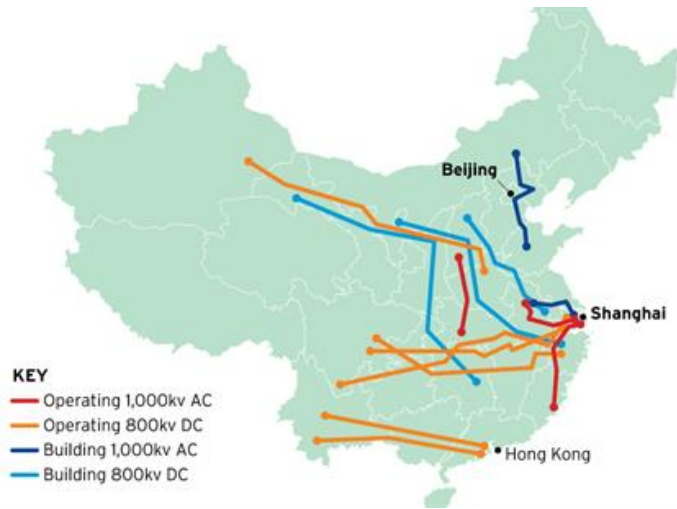 Beijing
Shanghai
KEY
Operating 1,000kv AC
Operating 800kv DC
Building 1,000kv AC
Building 800kv DC
Hong Kong